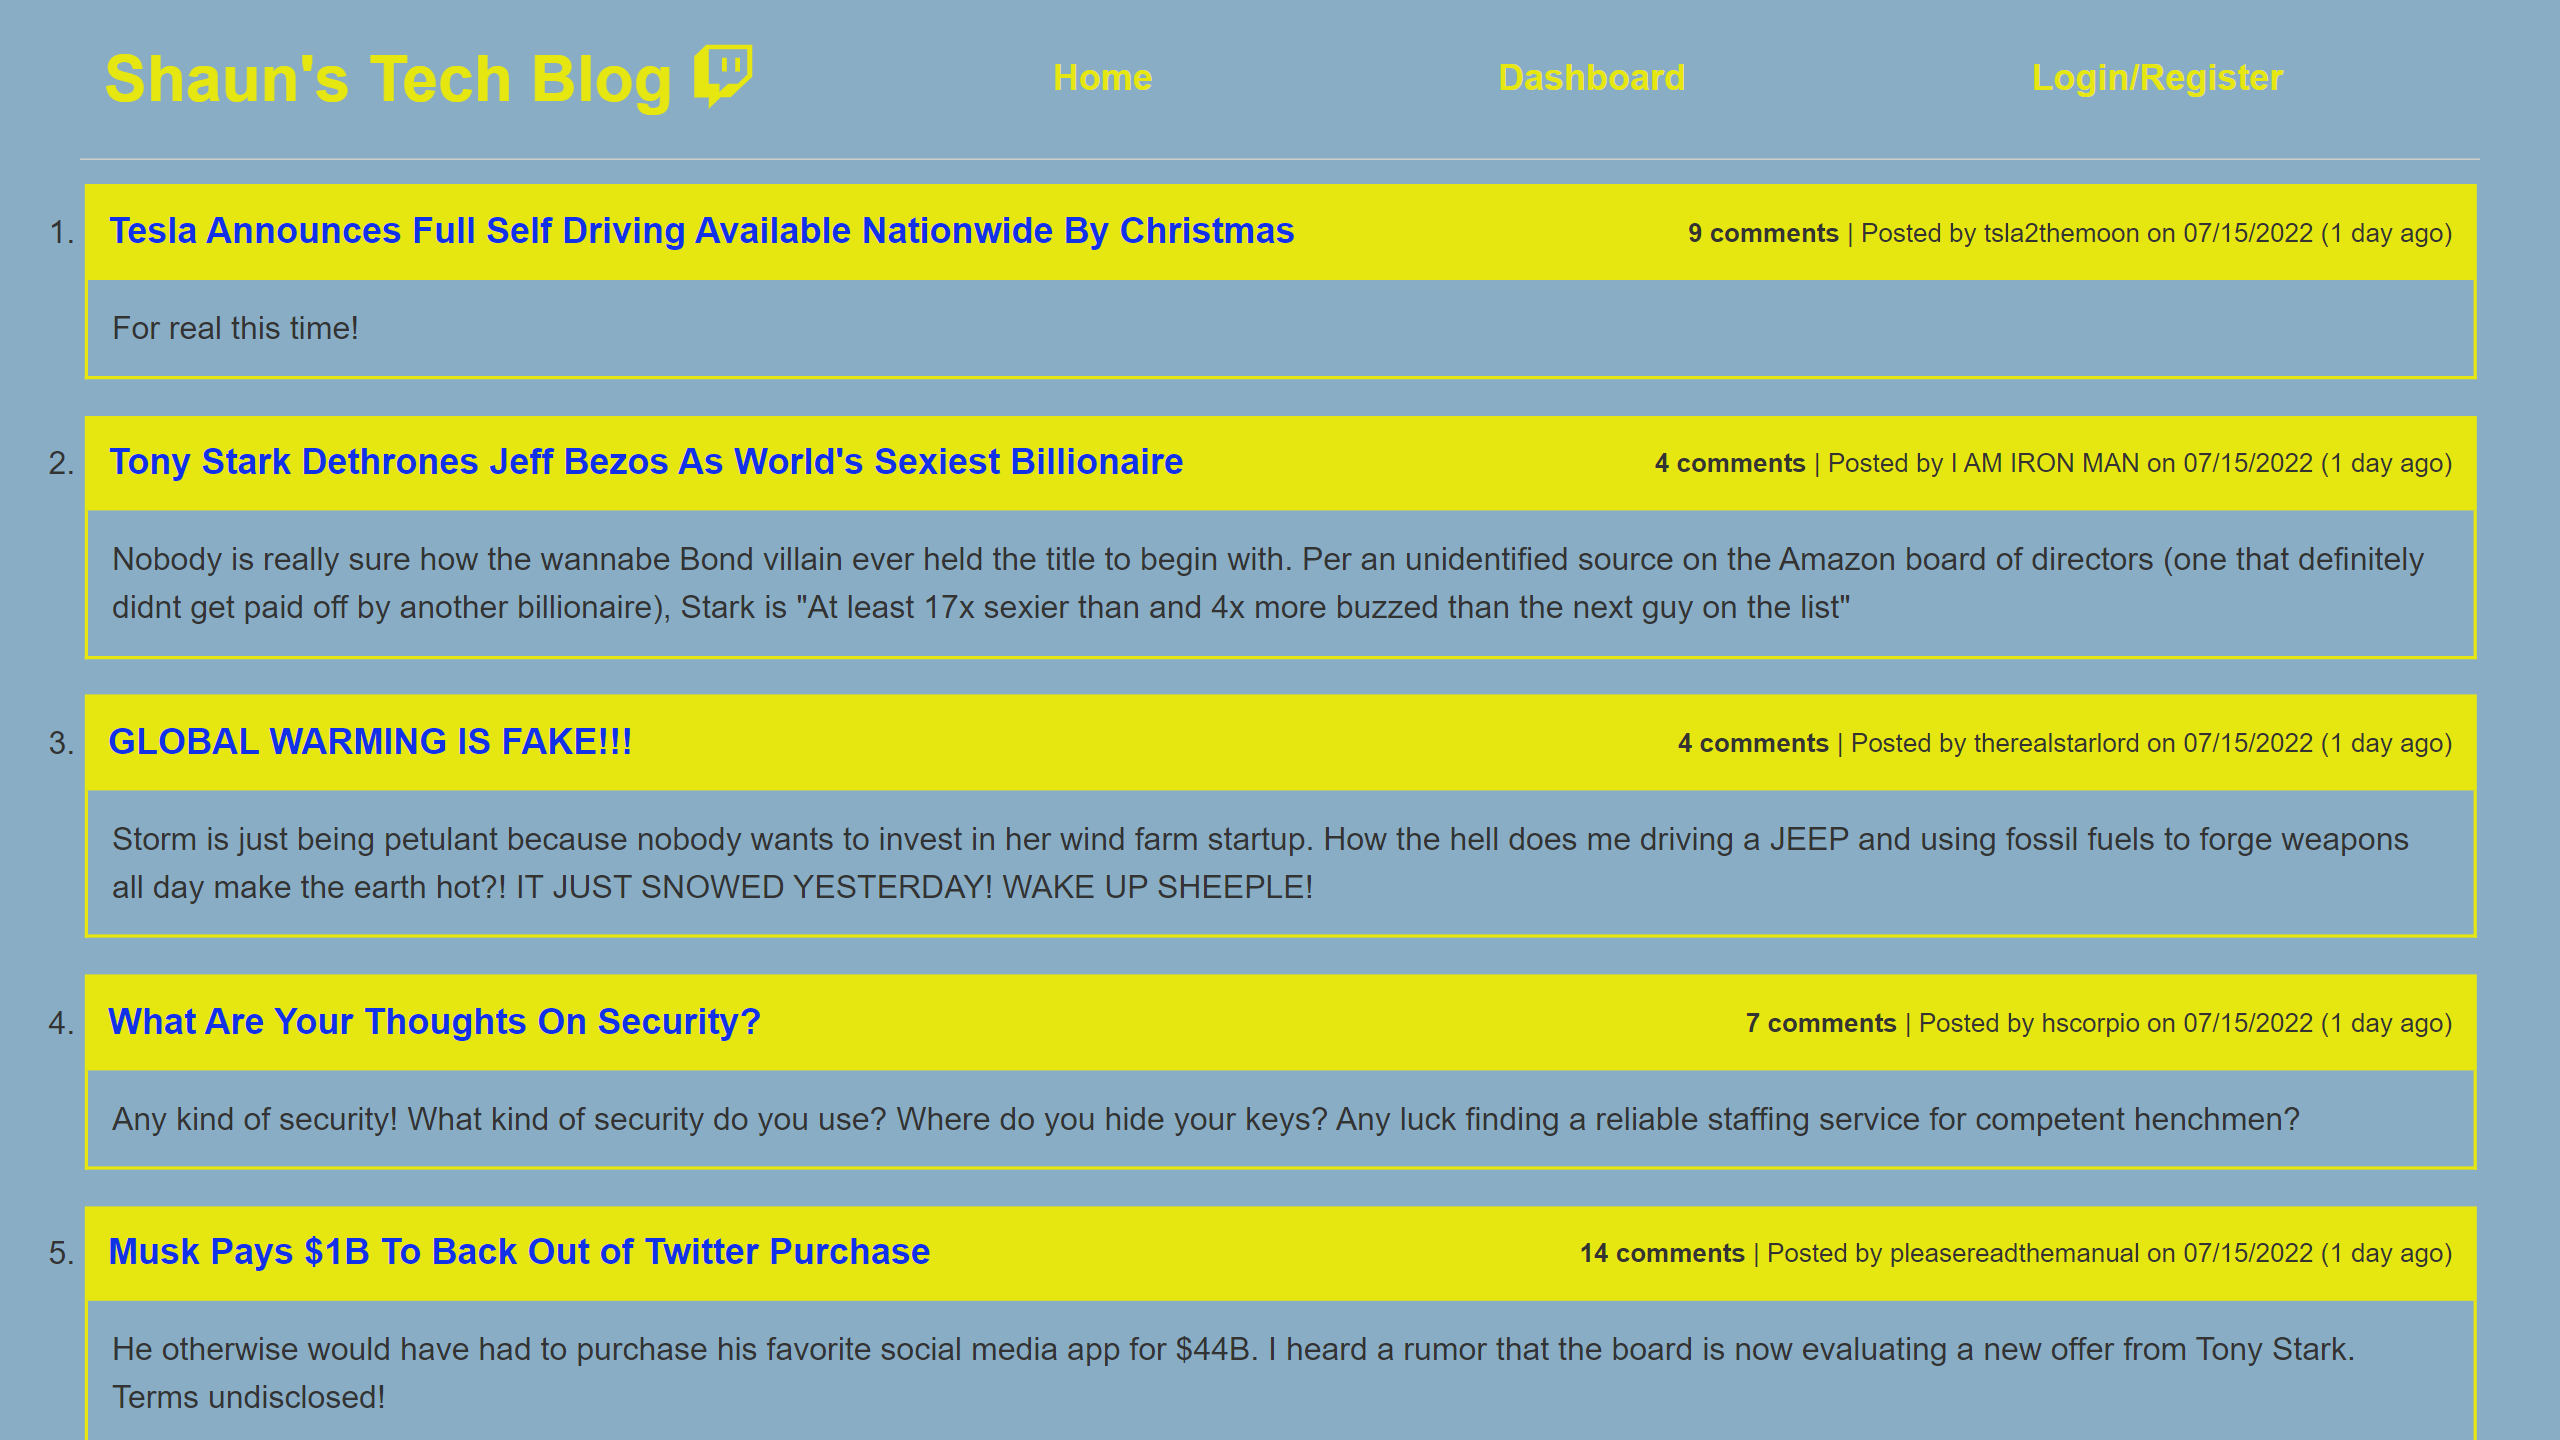 Shaun's Tech Blog
Home
Dashboard
Login/Register
1. Tesla Announces Full Self Driving Available Nationwide By Christmas
9 comments | Posted by tsla2themoon on 07/15/2022 (1 day ago)
For real this time!
2. Tony Stark Dethrones Jeff Bezos As World's Sexiest Billionaire
4 comments | Posted by I AM IRON MAN on 07/15/2022 (1 day ago)
Nobody is really sure how the wannabe Bond villain ever held the title to begin with. Per an unidentified source on the Amazon board of directors (one that definitely
didnt get paid off by another billionaire), Stark is "At least 17x sexier than and 4x more buzzed than the next guy on the list"
3. GLOBAL WARMING IS FAKE!!!
4 comments | Posted by therealstarlord on 07/15/2022 (1 day ago)
Storm is just being petulant because nobody wants to invest in her wind farm startup. How the hell does me driving a JEEP and using fossil fuels to forge weapons
all day make the earth hot?! IT JUST SNOWED YESTERDAY! WAKE UP SHEEPLE!
4. What Are Your Thoughts On Security?
7 comments | Posted by hscorpio on 07/15/2022 (1 day ago)
Any kind of security! What kind of security do you use? Where do you hide your keys? Any luck finding a reliable staffing service for competent henchmen?
5. Musk Pays $1B To Back Out of Twitter Purchase
14 comments | Posted by pleasereadthemanual on 07/15/2022 (1 day ago)
He otherwise would have had to purchase his favorite social media app for $44B. I heard a rumor that the board is now evaluating a new offer from Tony Stark.
Terms undisclosed!